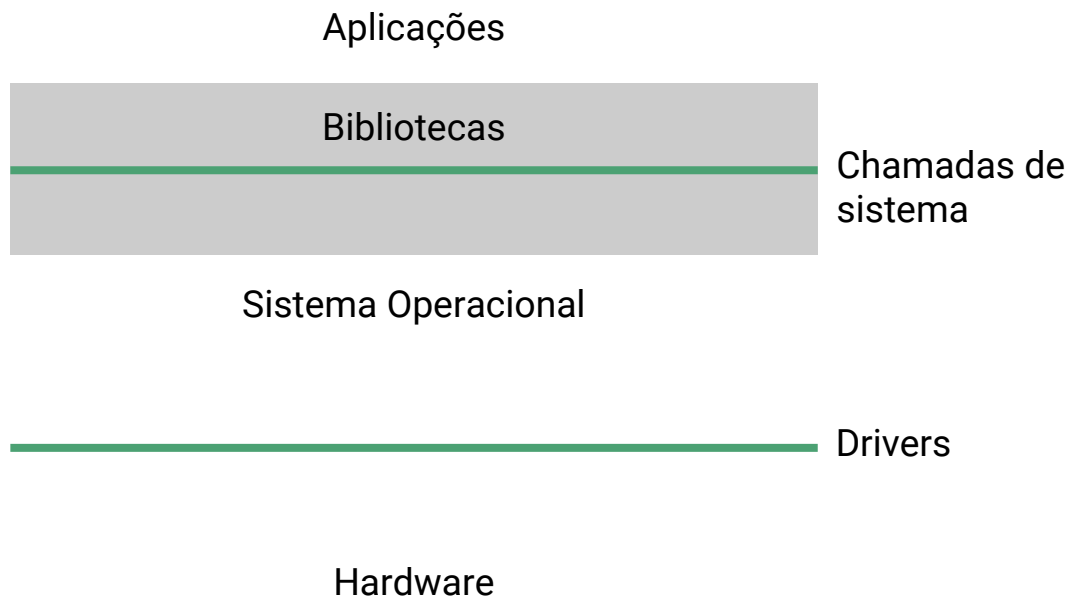 Aplicações
Bibliotecas
Chamadas de
sistema
Sistema Operacional
Drivers
Hardware